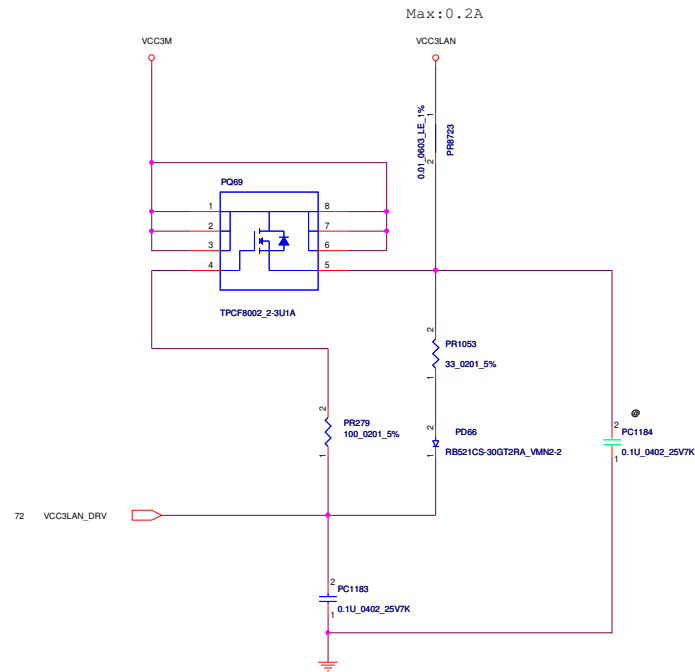 Max:0.2A
VCC3M
VCC3LAN
1
0.01_0603_LE_1%
PR8723
2
PQ69
1
8
2
7
3
6
4
5
TPCF8002_2-3U1A
2
PR1053
33_0201_5%
1
2
PR279
100_0201_5%
1
2
PD66
RB521CS-30GT2RA_VMN2-2
1
@
2
PC1184
0.1U_0402_25V7K
1
72 VCC3LAN_DRV
2
PC1183
0.1U_0402_25V7K
1